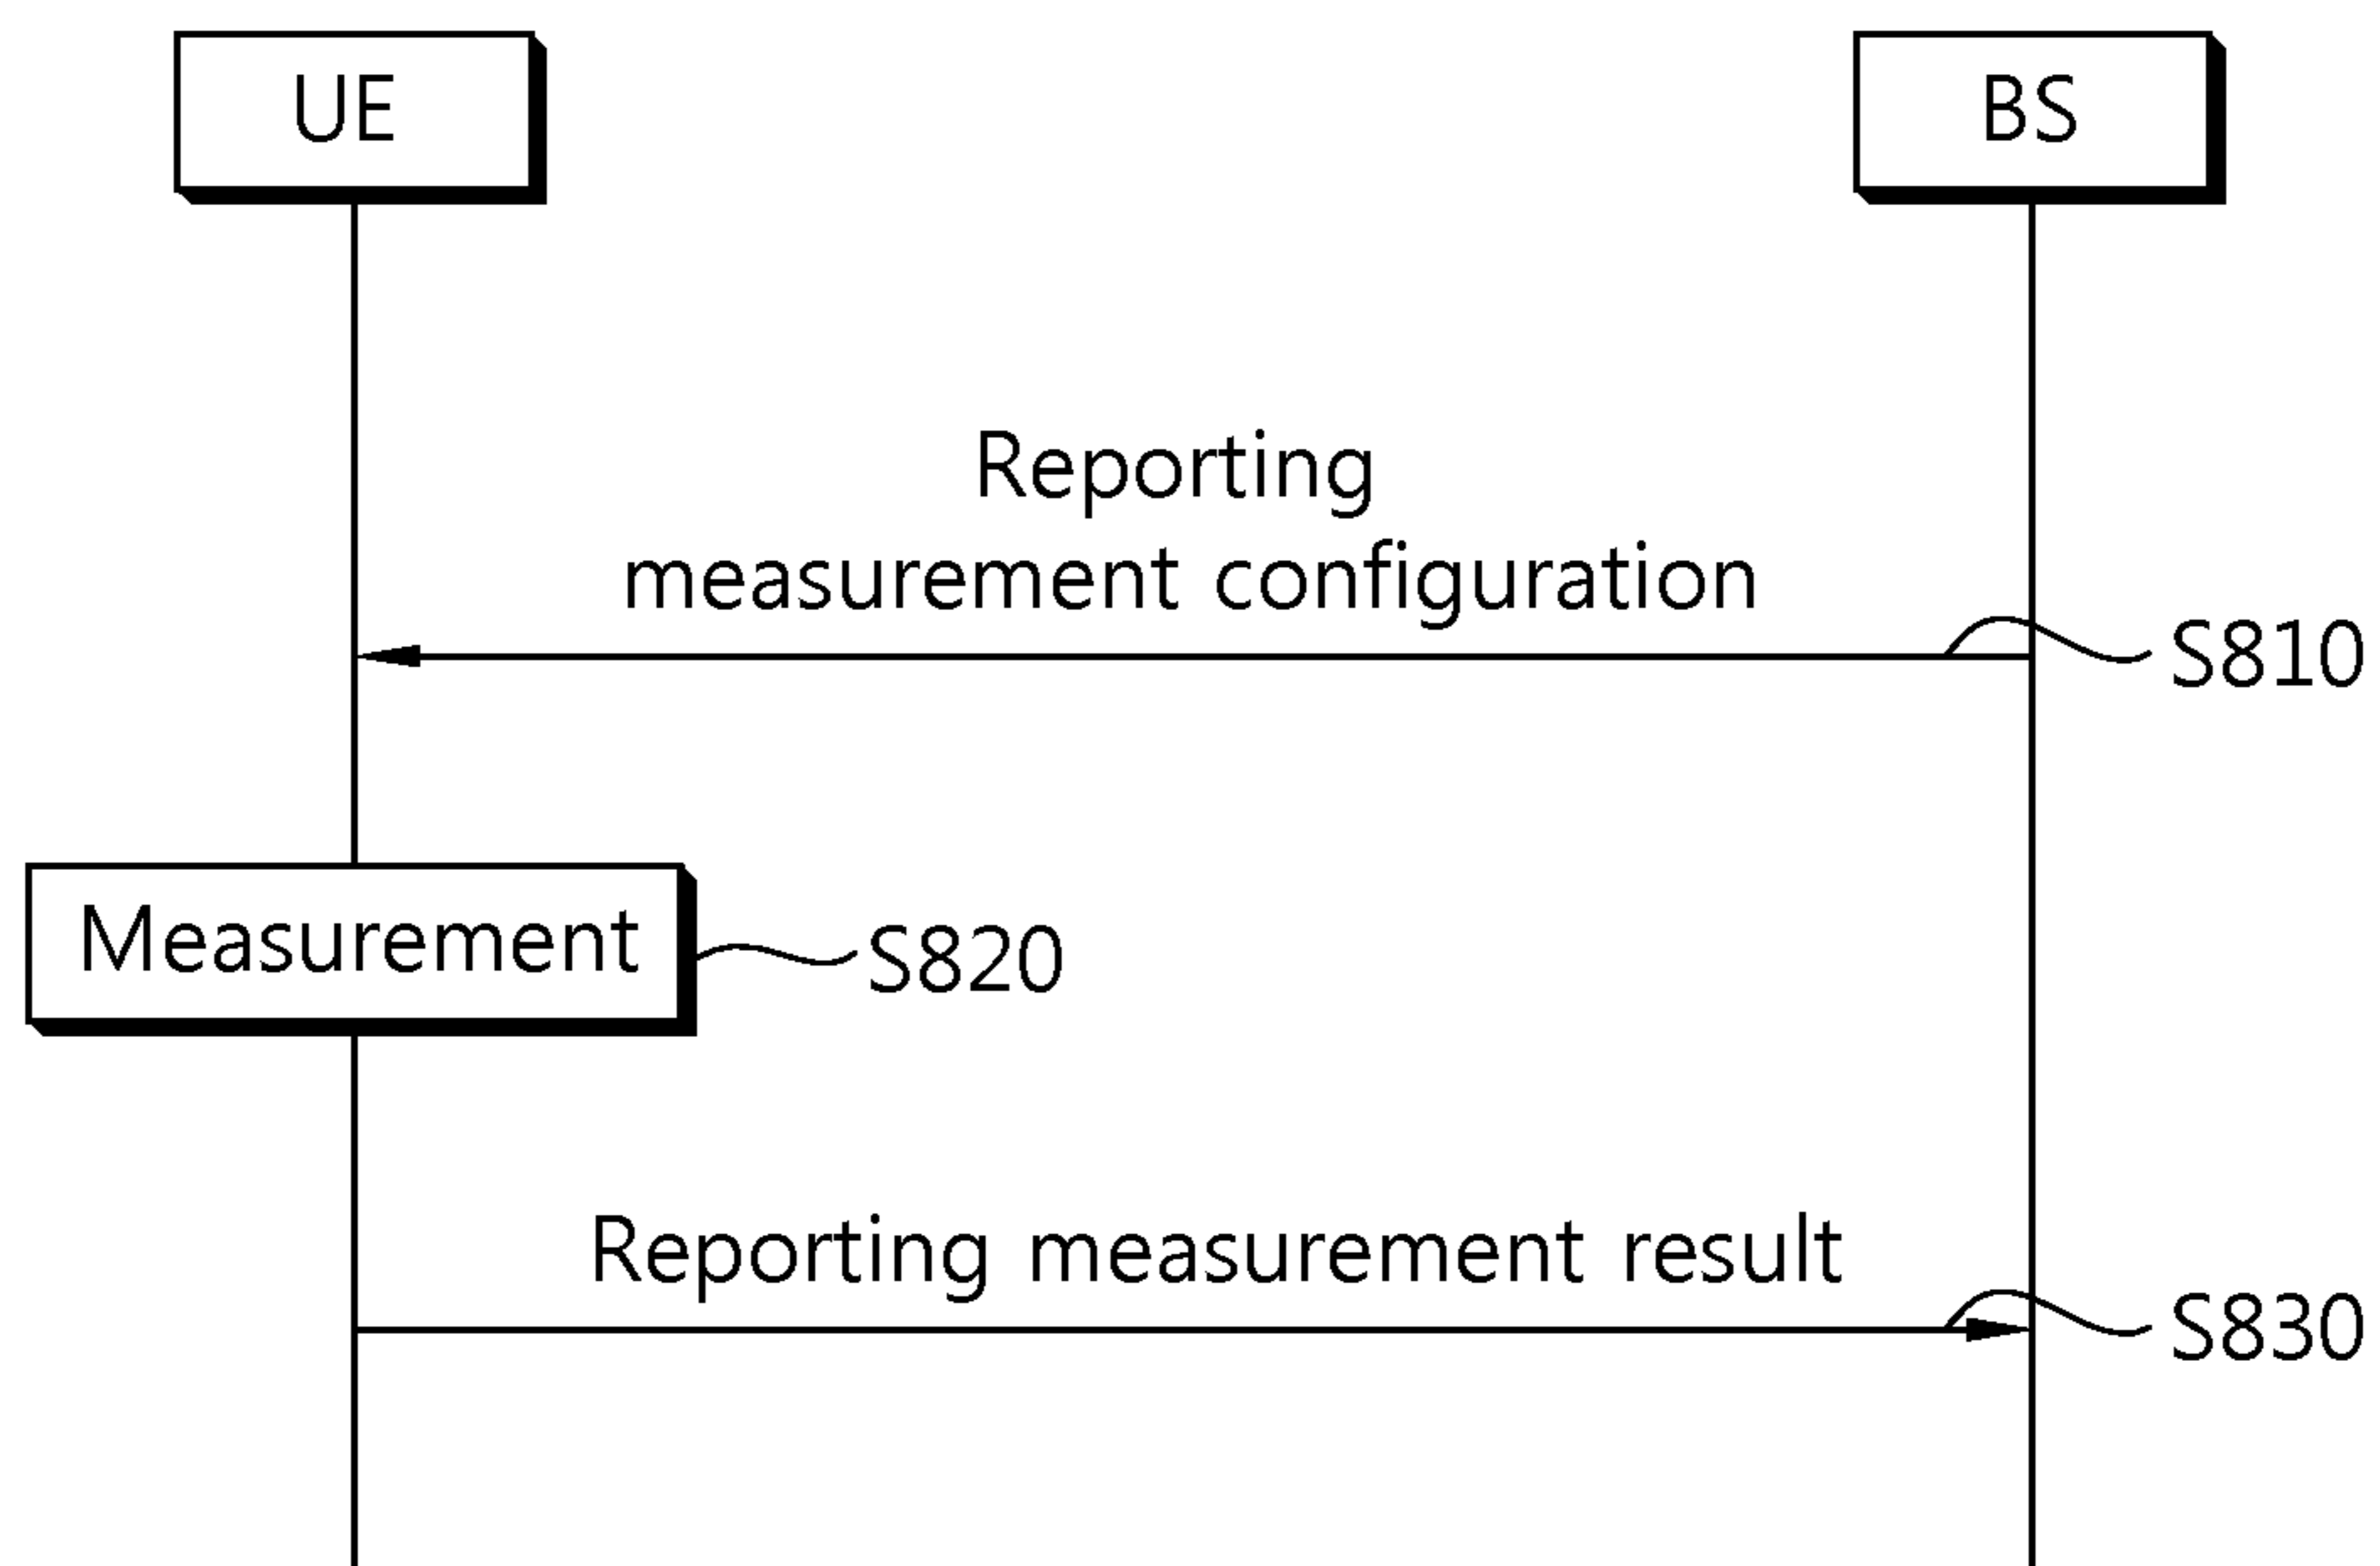 UE
BS
Reporting
measurement configuration
S810
Measurement
S820
Reporting measurement result
S830